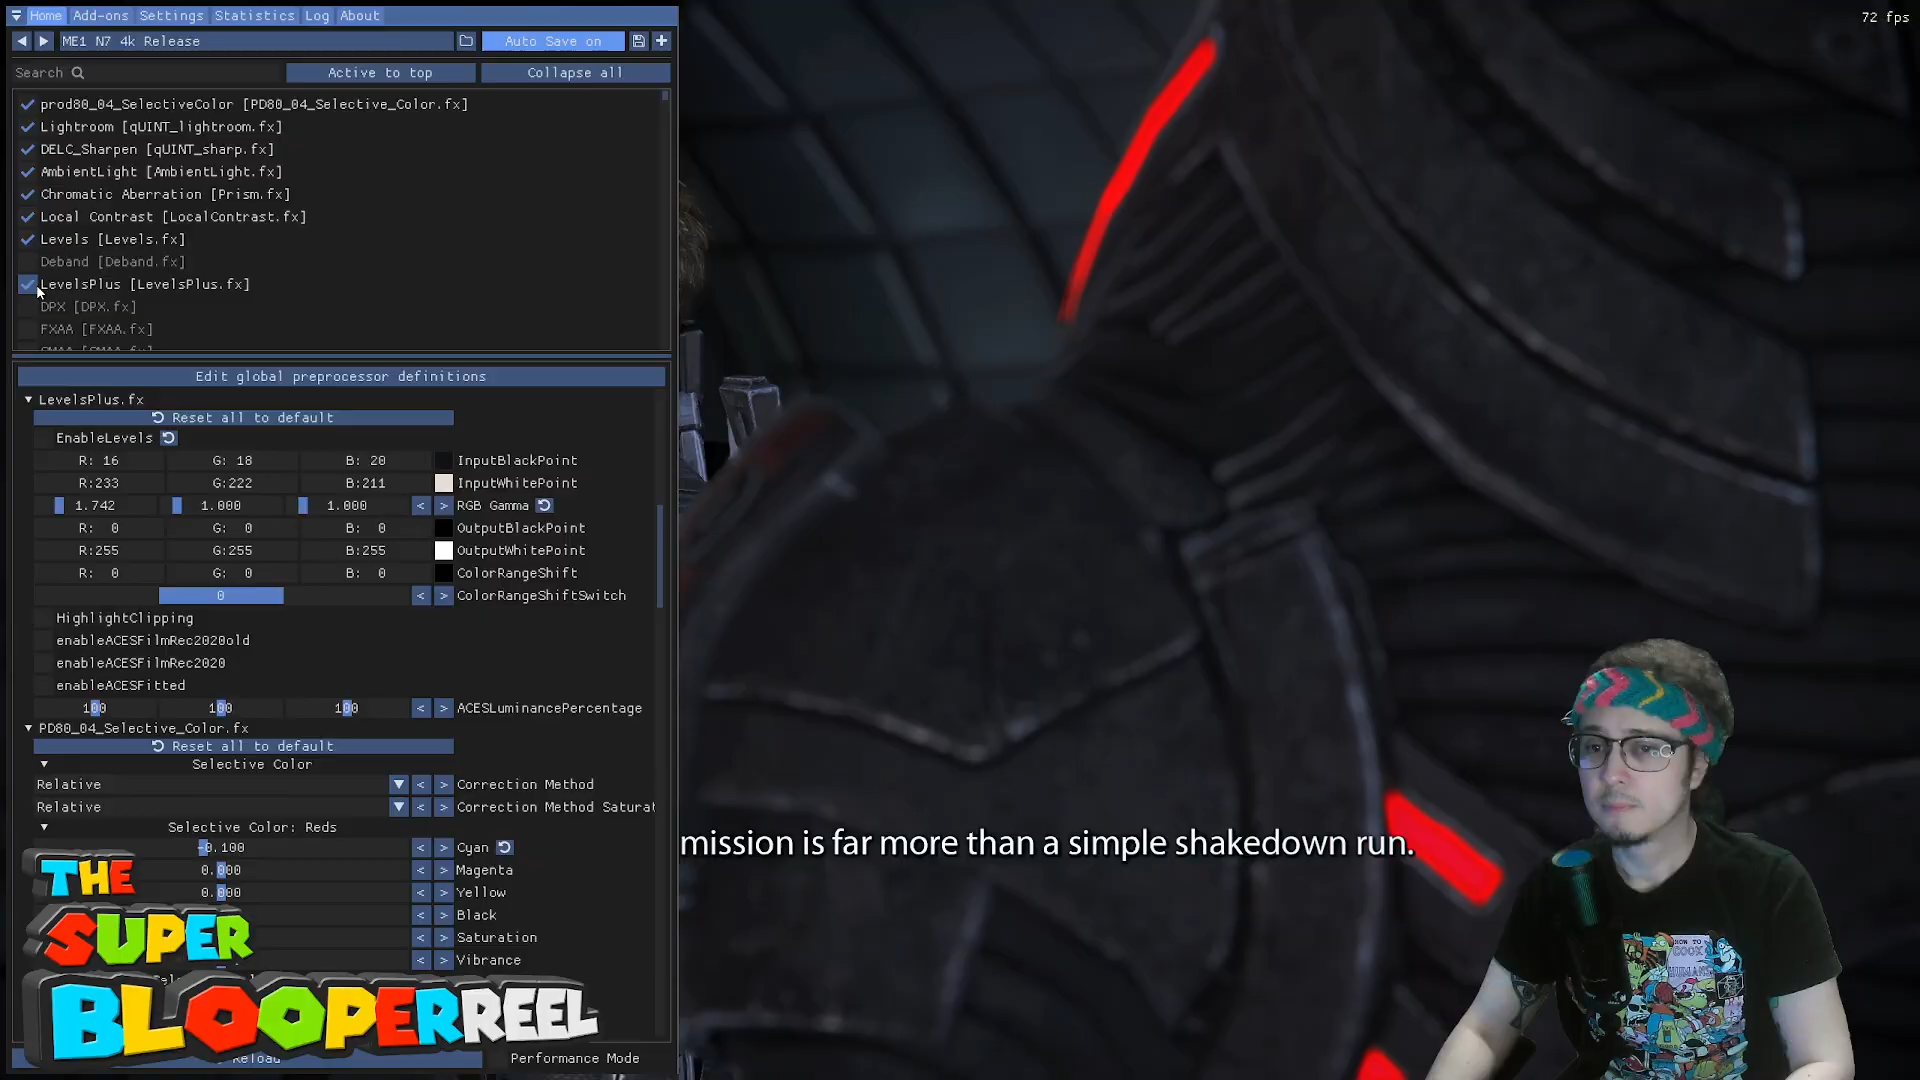 Home Add-ons Settings Statistics Log About
72 fps
ME1 N7 4k Release
Auto Save on
Search
Active to top
Collapse all
prod80_04_SelectiveColor [PD80_04_Selective_Color.fx]
Lightroom [qUINT_lightroom.fx]
DELC_Sharpen [qUINT_sharp.fx]
AmbientLight [AmbientLight.fx]
Chromatic Aberration [Prism.fx]
Local Contrast [LocalContrast.fx]
Levels [Levels.fx]
Deband [Deband.fx]
LevelsPlus [LevelsPlus.fx]
DPX [DPX.fx]
FXAA [FXAA.fx]
Edit global preprocessor definitions
LevelsPlus.fx
Reset all to default
EnableLevels
R: 16 G: 18 B: 20 InputBlackPoint
R:233 G:222 B:211 InputWhitePoint
1.742 1.000 1.000 < > RGB Gamma
R: 0 G: 0 B: 0 OutputBlackPoint
R:255 G:255 B:255 OutputWhitePoint
R: 0 G: 0 B: 0 ColorRangeShift
0 < > ColorRangeShiftSwitch
HighlightClipping
enableACESFilmRec2020old
enableACESFilmRec2020
enableACESFitted
100 100 100 < > ACESLuminancePercentage
PD80_04_Selective_Color.fx
Reset all to default
Selective Color
Relative < > Correction Method
Relative < > Correction Method Saturat
Selective Color: Reds
-0.100 < > Cyan
0.000 < > Magenta
0.000 < > Yellow
< > Black
< > Saturation
< > Vibrance
mission is far more than a simple shakedown run.
THE
SUPER
BLOOPERREEL
Reload
Performance Mode
HOW TO
COOK
HUMANS